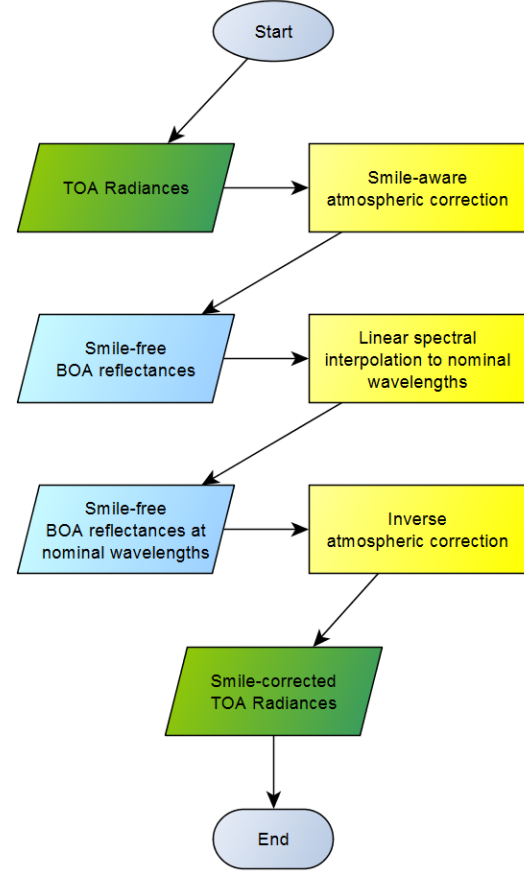 Start
TOA Radiances
Smile-aware
atmospheric correction
Smile-free
BOA reflectances
Linear spectral
interpolation to nominal
wavelengths
Smile-free
BOA reflectances at
nominal wavelengths
Inverse
atmospheric correction
Smile-corrected
TOA Radiances
End